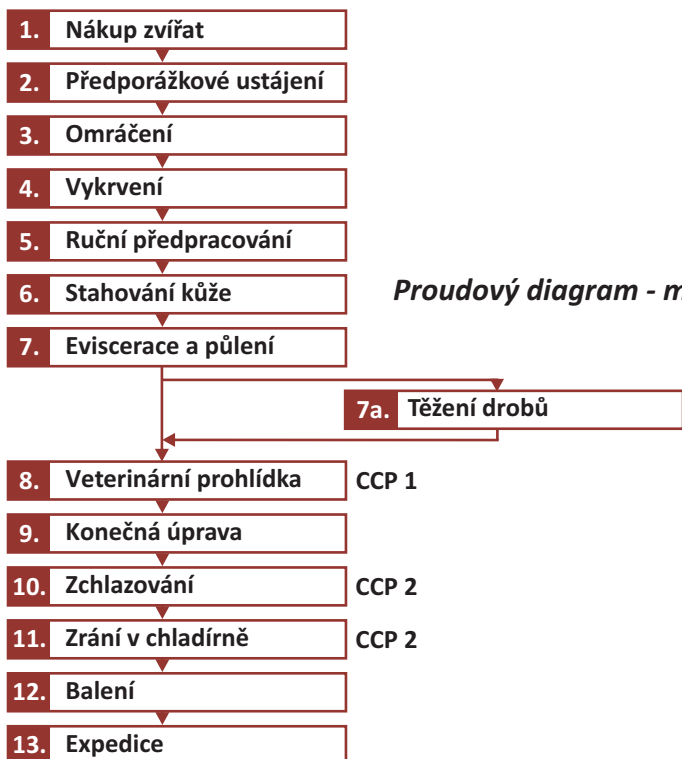 1. Nákup zvířat
2. Předporážkové ustájení
3. Omráčení
4. Vykrvení
5. Ruční předpracování
6. Stahování kůže
Proudový diagram - m
7. Eviscerace a půlení
7a. Těžení drobů
8. Veterinární prohlídka CCP 1
9. Konečná úprava
10. Zchlazování CCP 2
11. Zrání v chladírně CCP 2
12. Balení
13. Expedice